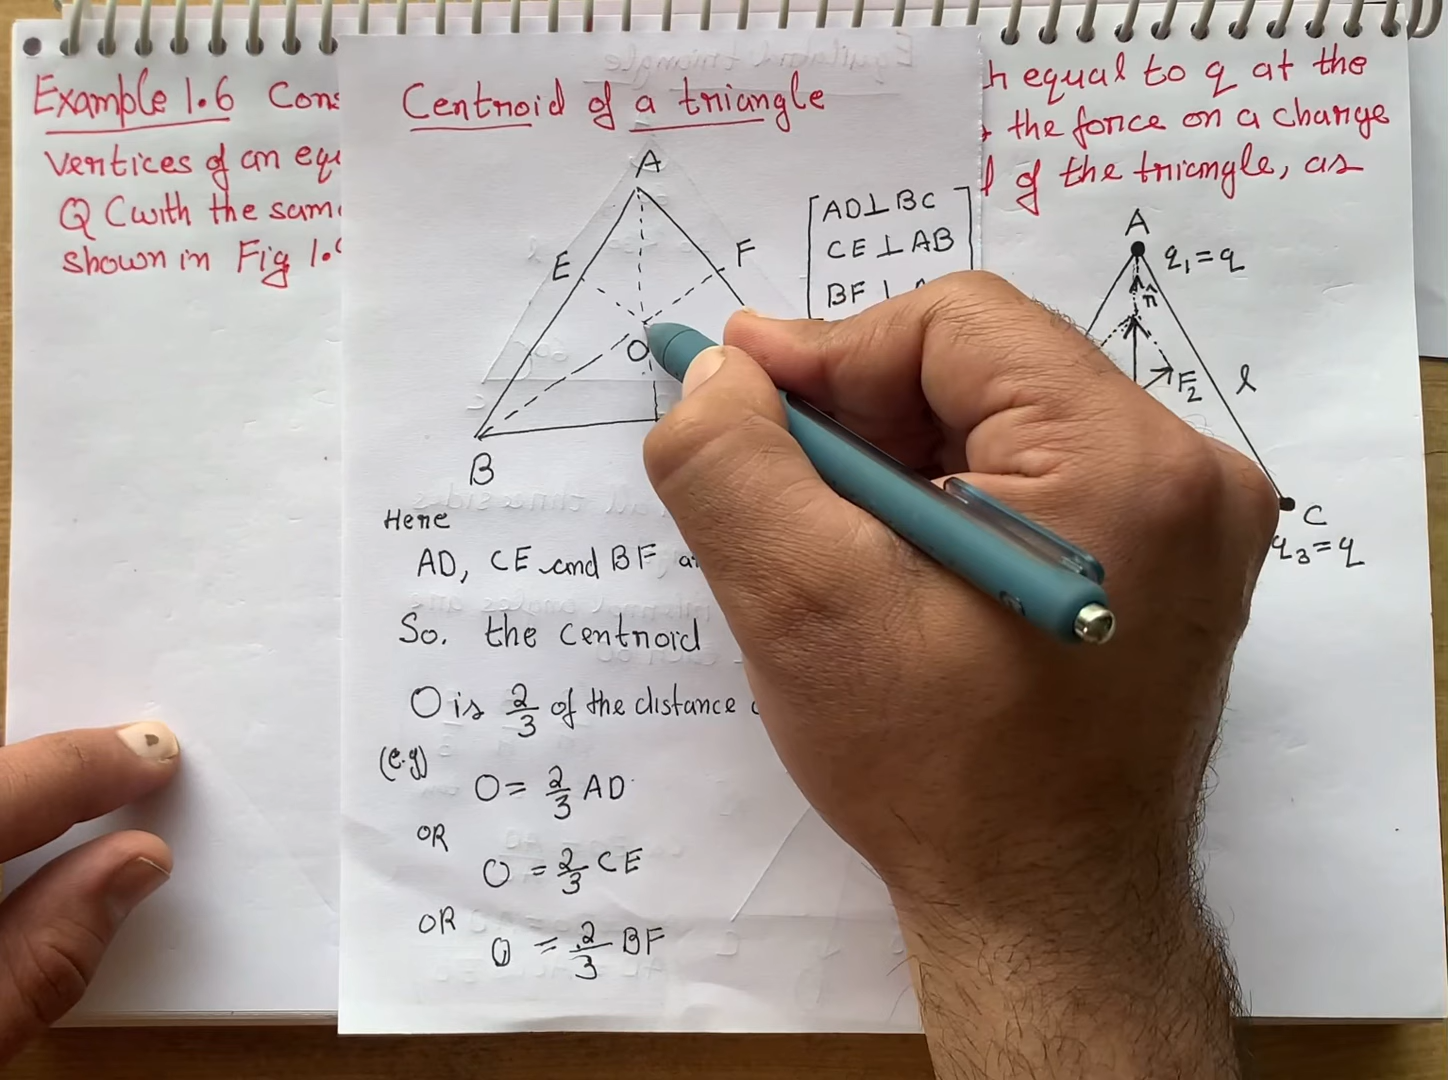 Example 1.6 Cons
vertices of an equ
Q (with the same
shown in Fig 1.
Centroid of a triangle
A
E
F
O
B
AD⊥BC
CE⊥AB
BF⊥
Here
AD, CE and BF
So. the Centroid
O is 2/3 of the distance
(e.g)
O = 2/3 AD
OR
O = 2/3 CE
OR
O = 2/3 BF
h equal to q at the
the force on a charge
of the triangle, as
A
q₁ = q
n̂
F₂
l
C
q₃ = q